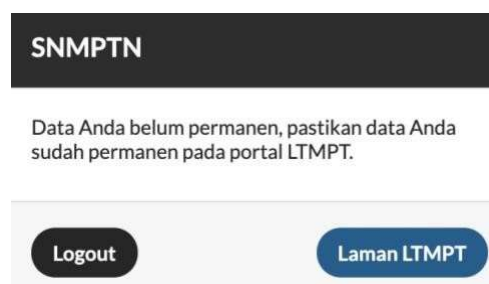 SNMPTN
Data Anda belum permanen, pastikan data Anda
sudah permanen pada portal LTMPT.
Logout
Laman LTMPT